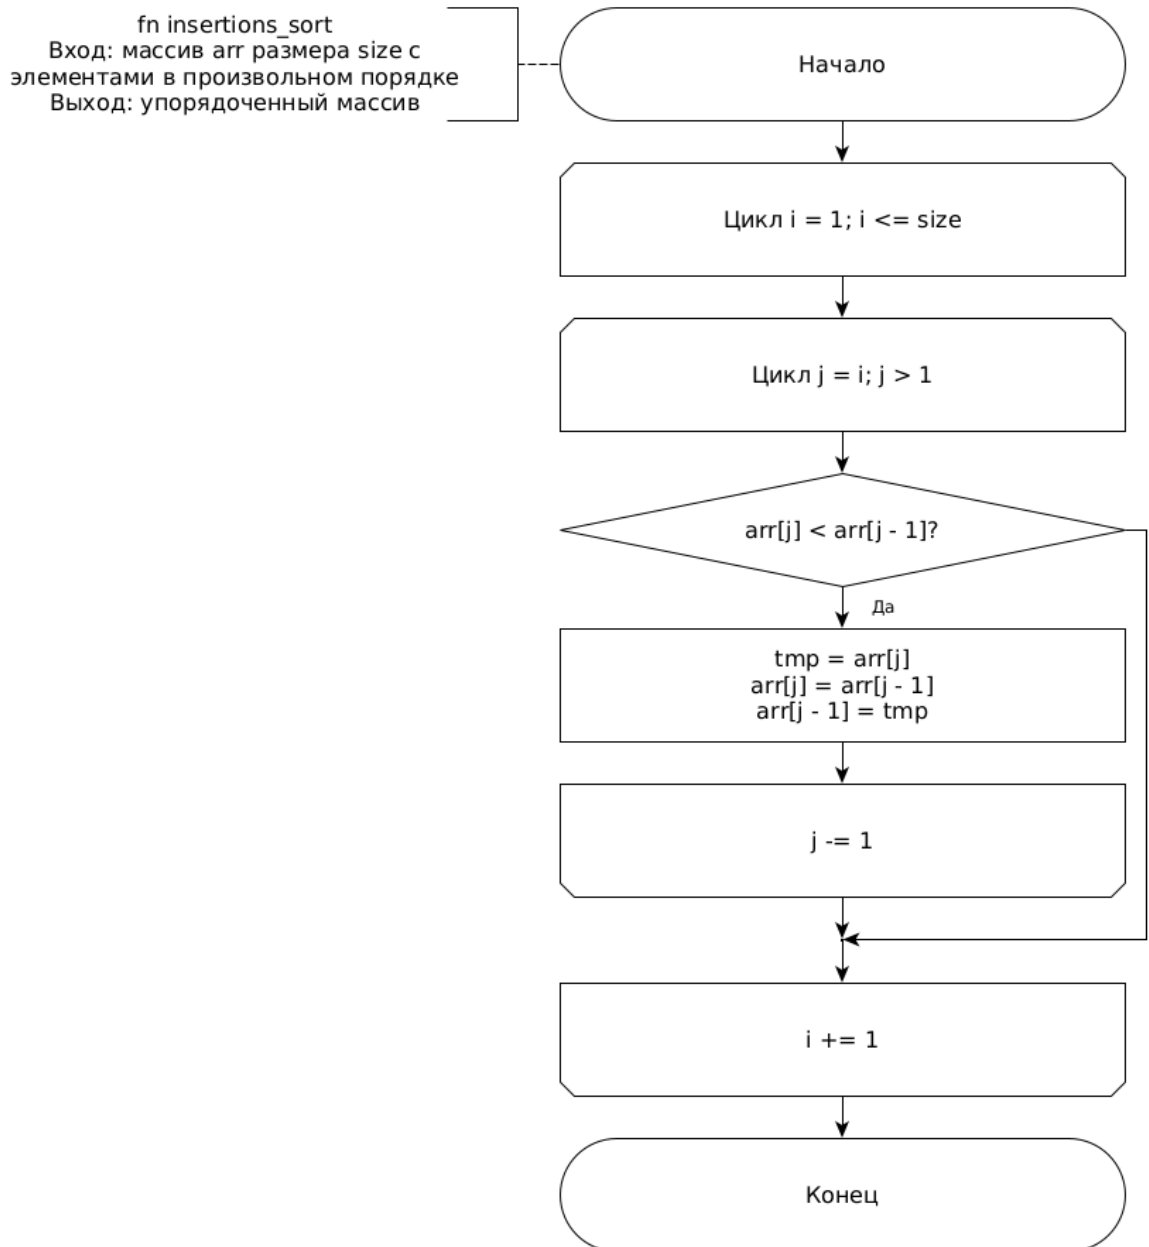 fn insertions_sort
Вход: массив arr размера size с
элементами в произвольном порядке
Выход: упорядоченный массив
Начало
Цикл i = 1; i <= size
Цикл j = i; j > 1
arr[j] < arr[j - 1]?
Да
tmp = arr[j]
arr[j] = arr[j - 1]
arr[j - 1] = tmp
j -= 1
i += 1
Конец